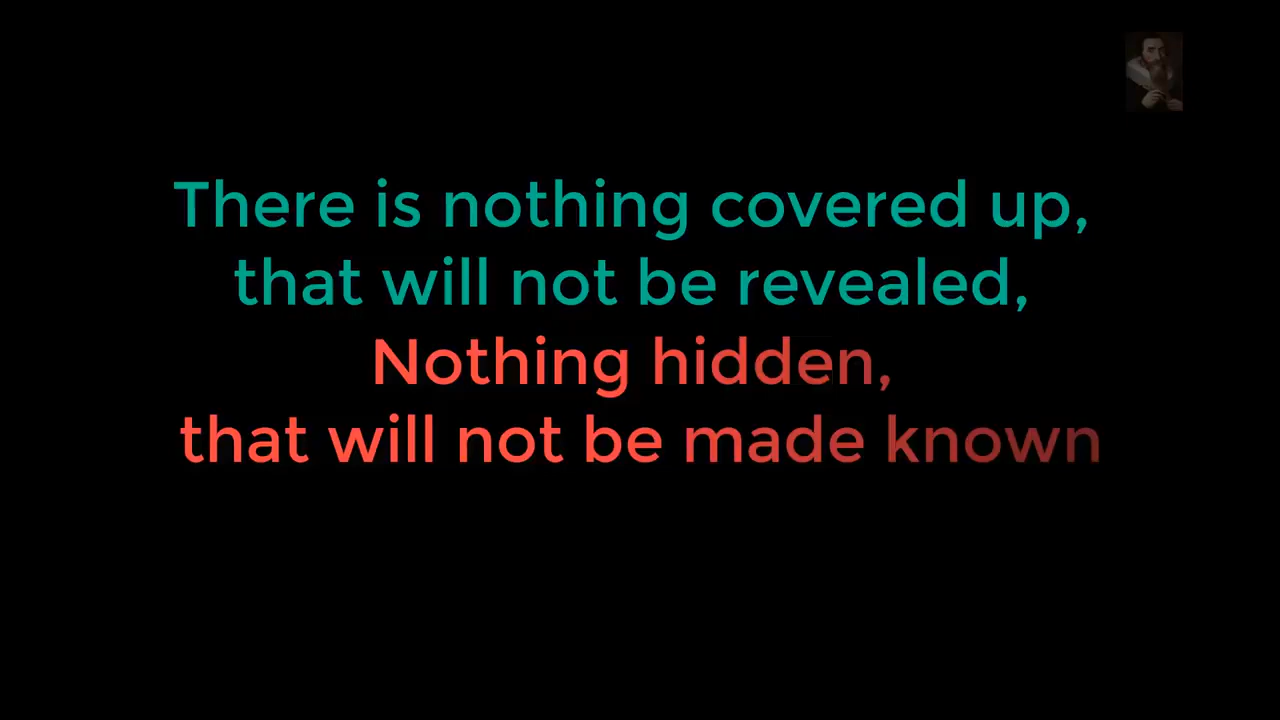 There is nothing covered up,
that will not be revealed,
Nothing hidden,
that will not be made known